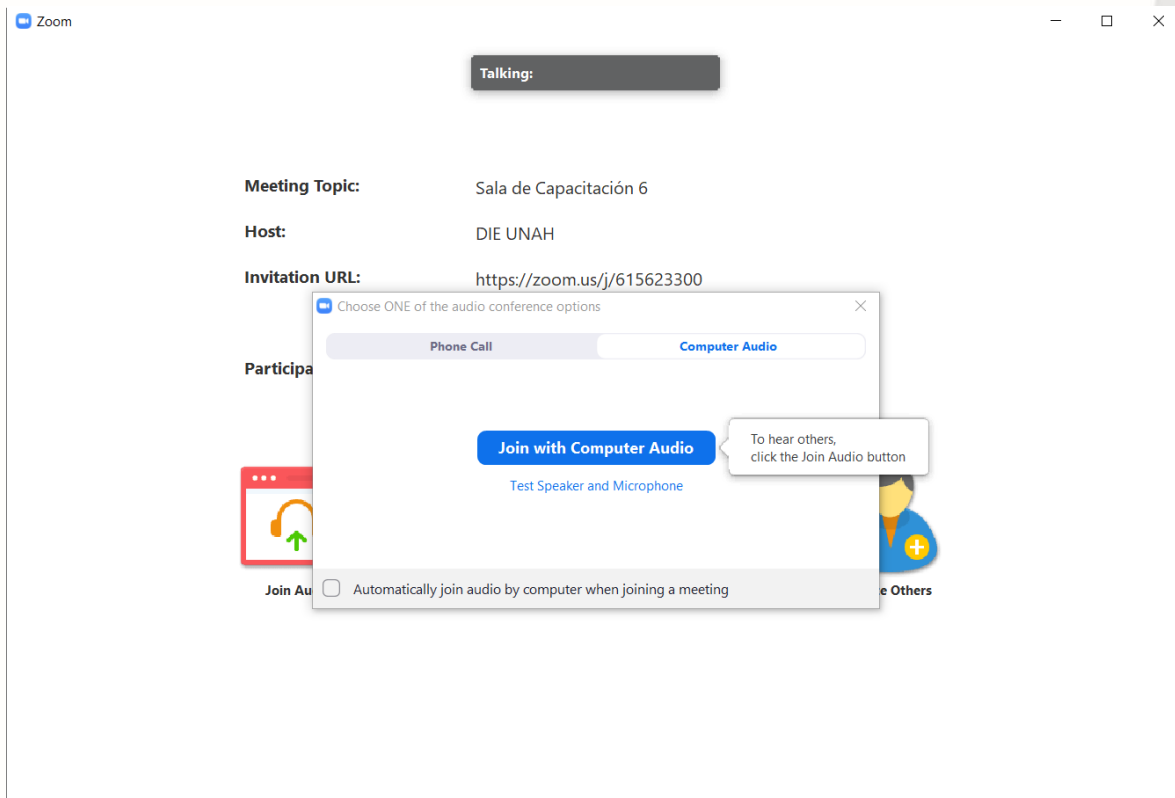 Zoom
Talking:
Meeting Topic: Sala de Capacitación 6
Host: DIE UNAH
Invitation URL: https://zoom.us/j/615623300
Choose ONE of the audio conference options
Phone Call Computer Audio
Participa
Join with Computer Audio
To hear others,
click the Join Audio button
Test Speaker and Microphone
Join Au
Automatically join audio by computer when joining a meeting
e Others